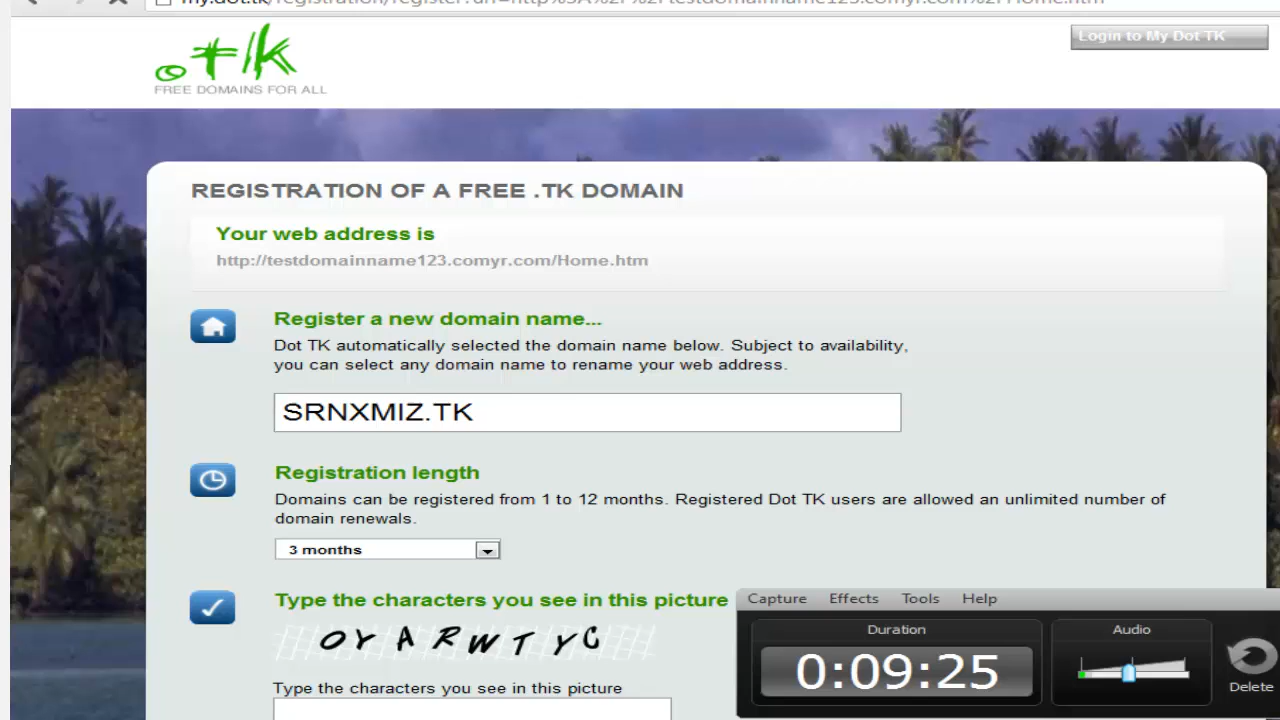 my.dot.tk/registration/register?url=http%3A%2F%2Ftestdomainname123.comyr.com%2FHome.htm
Login to My Dot TK
.TK
FREE DOMAINS FOR ALL
REGISTRATION OF A FREE .TK DOMAIN
Your web address is
http://testdomainname123.comyr.com/Home.htm
Register a new domain name...
Dot TK automatically selected the domain name below. Subject to availability,
you can select any domain name to rename your web address.
SRNXMIZ.TK
Registration length
Domains can be registered from 1 to 12 months. Registered Dot TK users are allowed an unlimited number of
domain renewals.
3 months
Type the characters you see in this picture
OYARWTYC
Type the characters you see in this picture
Capture Effects Tools Help
Duration
Audio
0:09:25
Delete